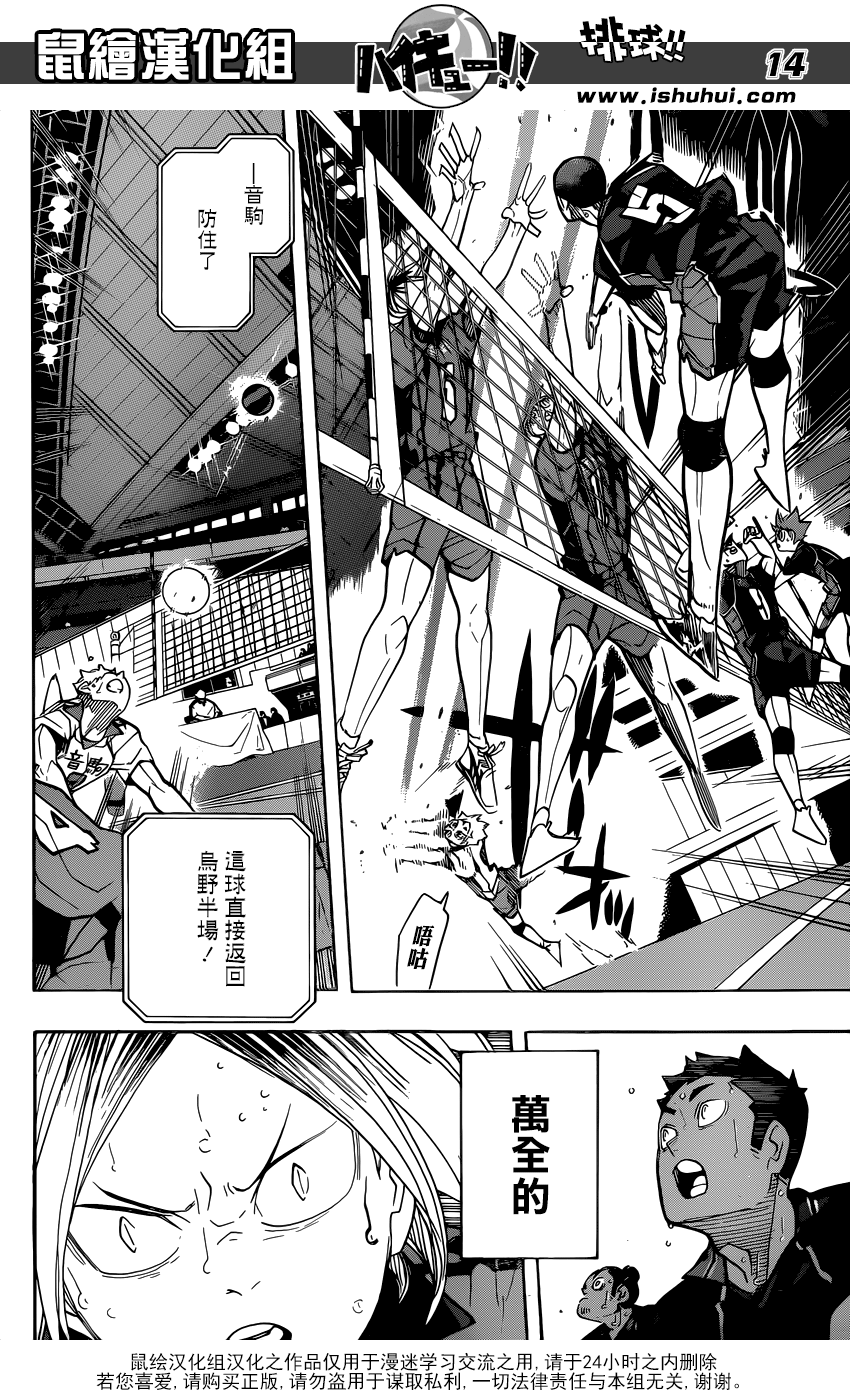 鼠繪漢化組
ハイキュー!!
排球!!
14
www.ishuhui.com
5
唔咕
—音駒
防住了
音駒
這球直接返回
烏野半場！
萬全的
鼠绘汉化组汉化之作品仅用于漫迷学习交流之用,请于24小时之内删除
若您喜爱,请购买正版,请勿盗用于谋取私利,一切法律责任与本组无关,谢谢。